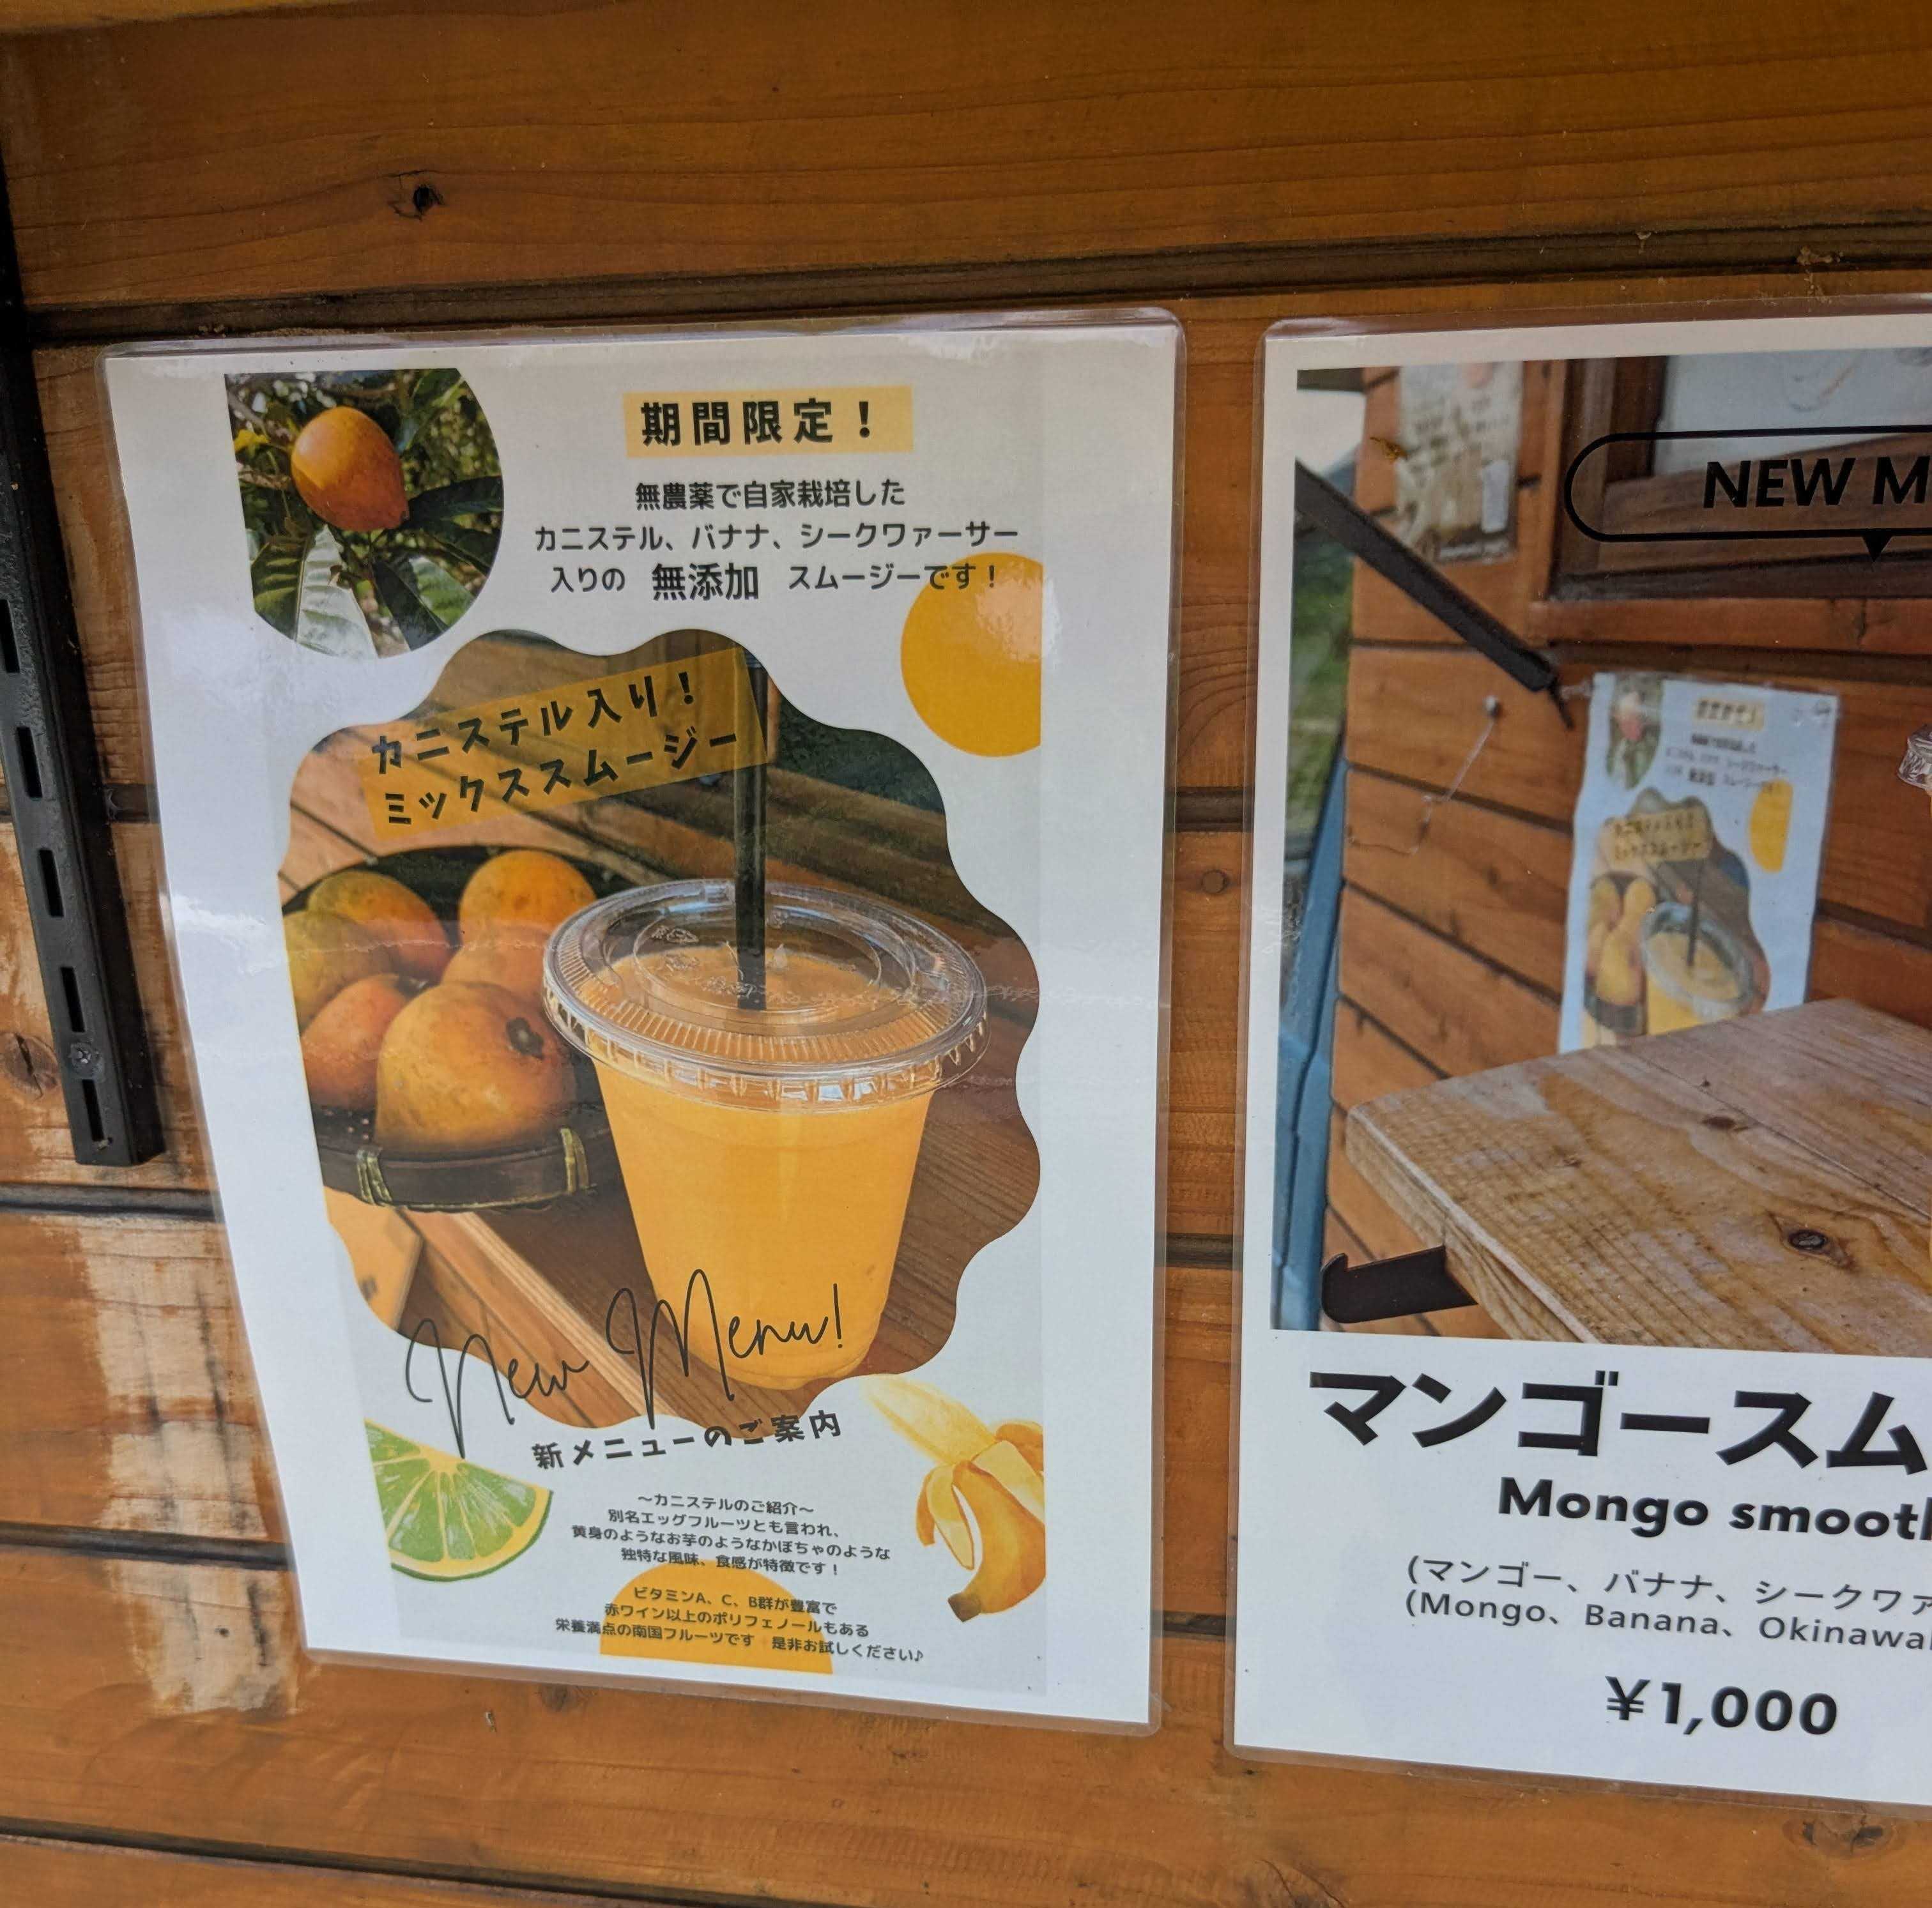 期間限定！
無農薬で自家栽培した
カニステル、バナナ、シークワァーサー
入りの 無添加 スムージーです！
カニステル入り！
ミックススムージー
New Menu!
新メニューのご案内
～カニステルのご紹介～
別名エッグフルーツとも言われ、
黄身のようなお芋のようなかぼちゃのような
独特な風味、食感が特徴です！
ビタミンA、C、B群が豊富で
赤ワイン以上のポリフェノールもある
栄養満点の南国フルーツです 是非お試しください♪
NEW M
マンゴースム
Mongo smooth
(マンゴー、バナナ、シークワァ
(Mongo、Banana、Okinawa
¥1,000